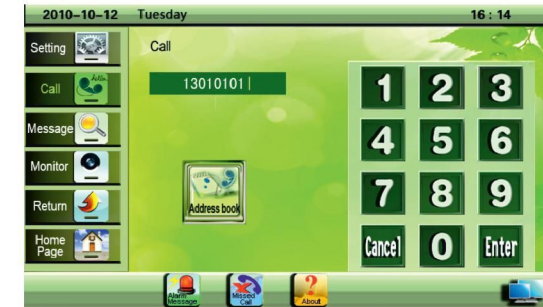 2010-10-12 Tuesday 16 : 14
Setting
Call
Message
Monitor
Return
Home
Page
Call
13010101
Address book
1 2 3
4 5 6
7 8 9
Cancel 0 Enter
Alarm
Message
Missed
Call
About